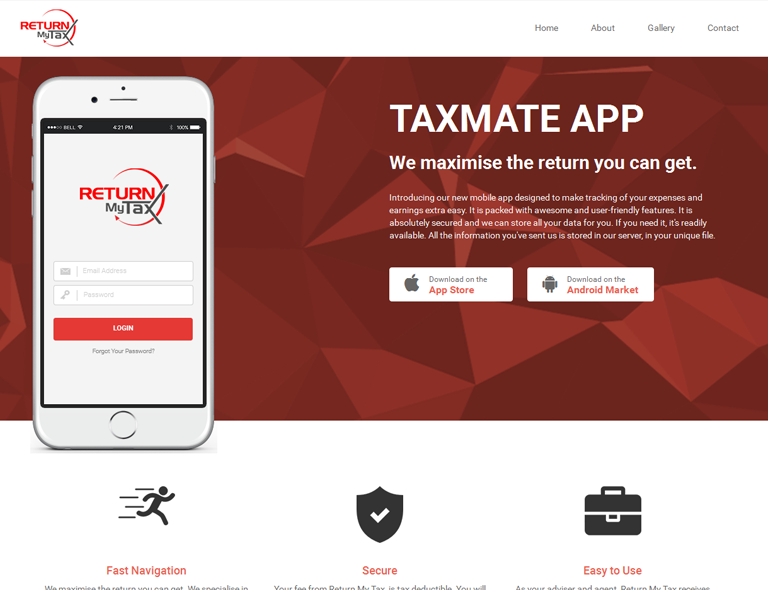 RETURN
MyTax
Home
About
Gallery
Contact
BELL
4:21 PM
100%
RETURN
MyTax
Email Address
Password
LOGIN
Forgot Your Password?
TAXMATE APP
We maximise the return you can get.
Introducing our new mobile app designed to make tracking of your expenses and
earnings extra easy. It is packed with awesome and user-friendly features. It is
absolutely secured and we can store all your data for you. If you need it, it's readily
available. All the information you've sent us is stored in our server, in your unique file.
Download on the
App Store
Download on the
Android Market
Fast Navigation
We maximise the return you can get. We specialise in
Secure
Your fee from Return My Tax, is tax deductible. You will
Easy to Use
As your adviser and agent, Return My Tax receives